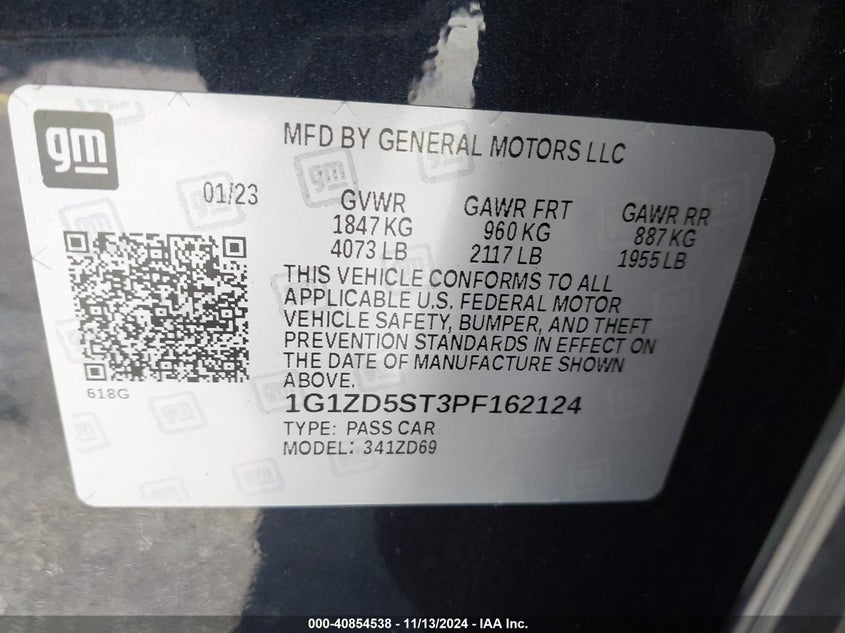 gm
MFD BY GENERAL MOTORS LLC
01/23
GVWR
1847 KG
4073 LB
GAWR FRT
960 KG
2117 LB
GAWR RR
887 KG
1955 LB
THIS VEHICLE CONFORMS TO ALL
APPLICABLE U.S. FEDERAL MOTOR
VEHICLE SAFETY, BUMPER, AND THEFT
PREVENTION STANDARDS IN EFFECT ON
THE DATE OF MANUFACTURE SHOWN
ABOVE.
618G
1G1ZD5ST3PF162124
TYPE: PASS CAR
MODEL: 341ZD69
000-40854538 - 11/13/2024 - IAA Inc.